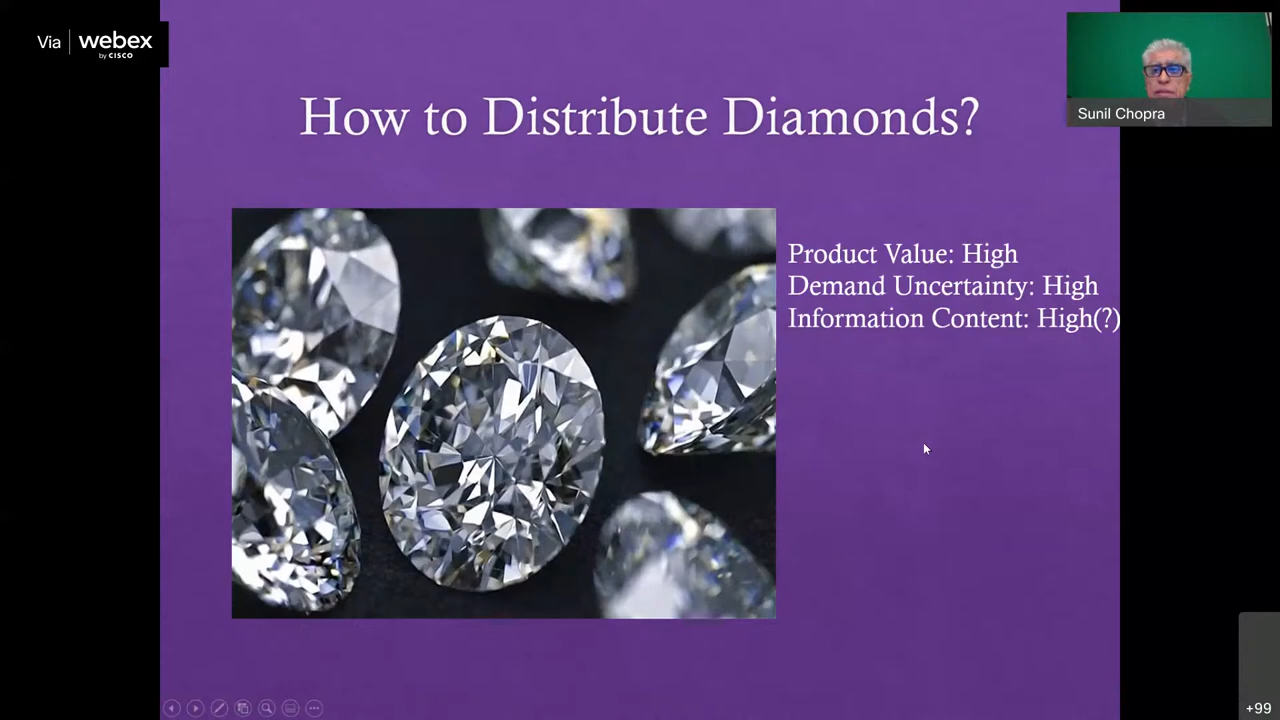 Via webex
by CISCO
Sunil Chopra
How to Distribute Diamonds?
Product Value: High
Demand Uncertainty: High
Information Content: High(?)
+99